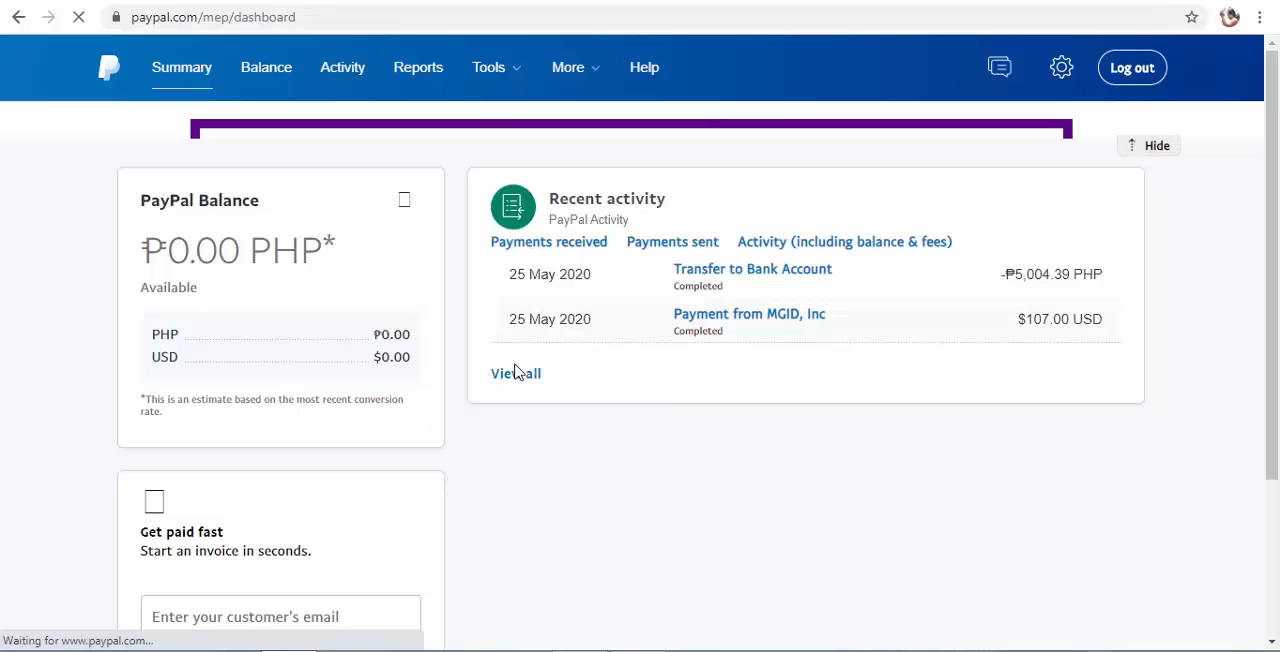 paypal.com/mep/dashboard
Summary Balance Activity Reports Tools More Help Log out
Hide
PayPal Balance
₱0.00 PHP*
Available
PHP ₱0.00
USD $0.00
*This is an estimate based on the most recent conversion
rate.
Recent activity
PayPal Activity
Payments received Payments sent Activity (including balance & fees)
25 May 2020 Transfer to Bank Account -₱5,004.39 PHP
Completed
25 May 2020 Payment from MGID, Inc $107.00 USD
Completed
View all
Get paid fast
Start an invoice in seconds.
Enter your customer's email
Waiting for www.paypal.com...